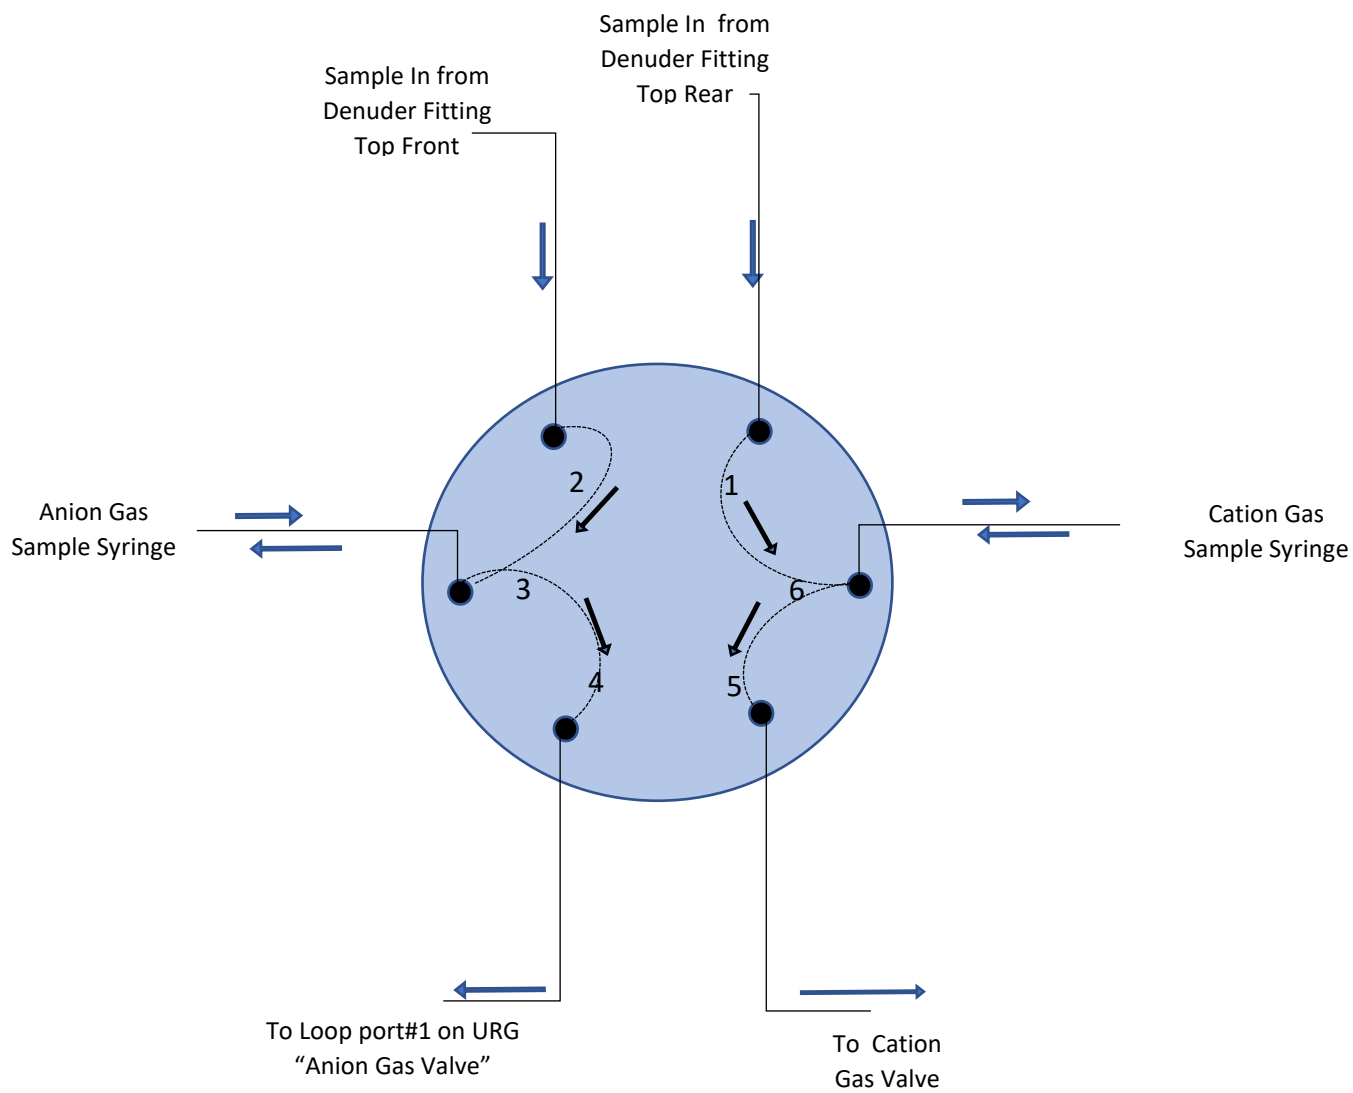 Sample In from
Denuder Fitting
Top Rear
Sample In from
Denuder Fitting
Top Front
2
1
Anion Gas
Sample Syringe
Cation Gas
Sample Syringe
3
6
4
5
To Loop port#1 on URG
“Anion Gas Valve”
To Cation
Gas Valve